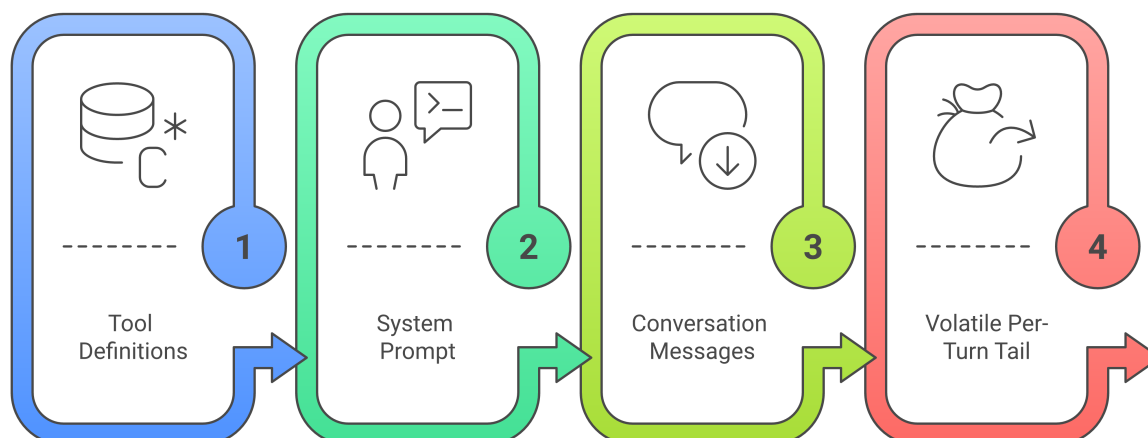 1
Tool
Definitions
2
System
Prompt
3
Conversation
Messages
4
Volatile Per-
Turn Tail